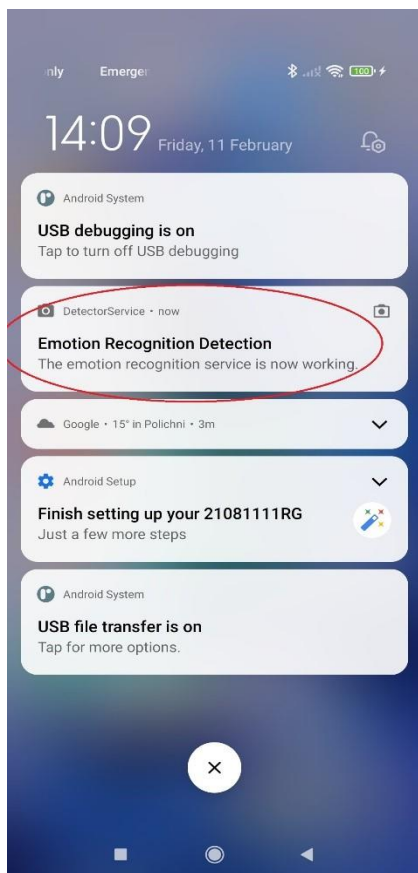 nly Emerger
100
14:09 Friday, 11 February
Android System
USB debugging is on
Tap to turn off USB debugging
DetectorService • now
Emotion Recognition Detection
The emotion recognition service is now working.
Google • 15° in Polichni • 3m
Android Setup
Finish setting up your 21081111RG
Just a few more steps
Android System
USB file transfer is on
Tap for more options.